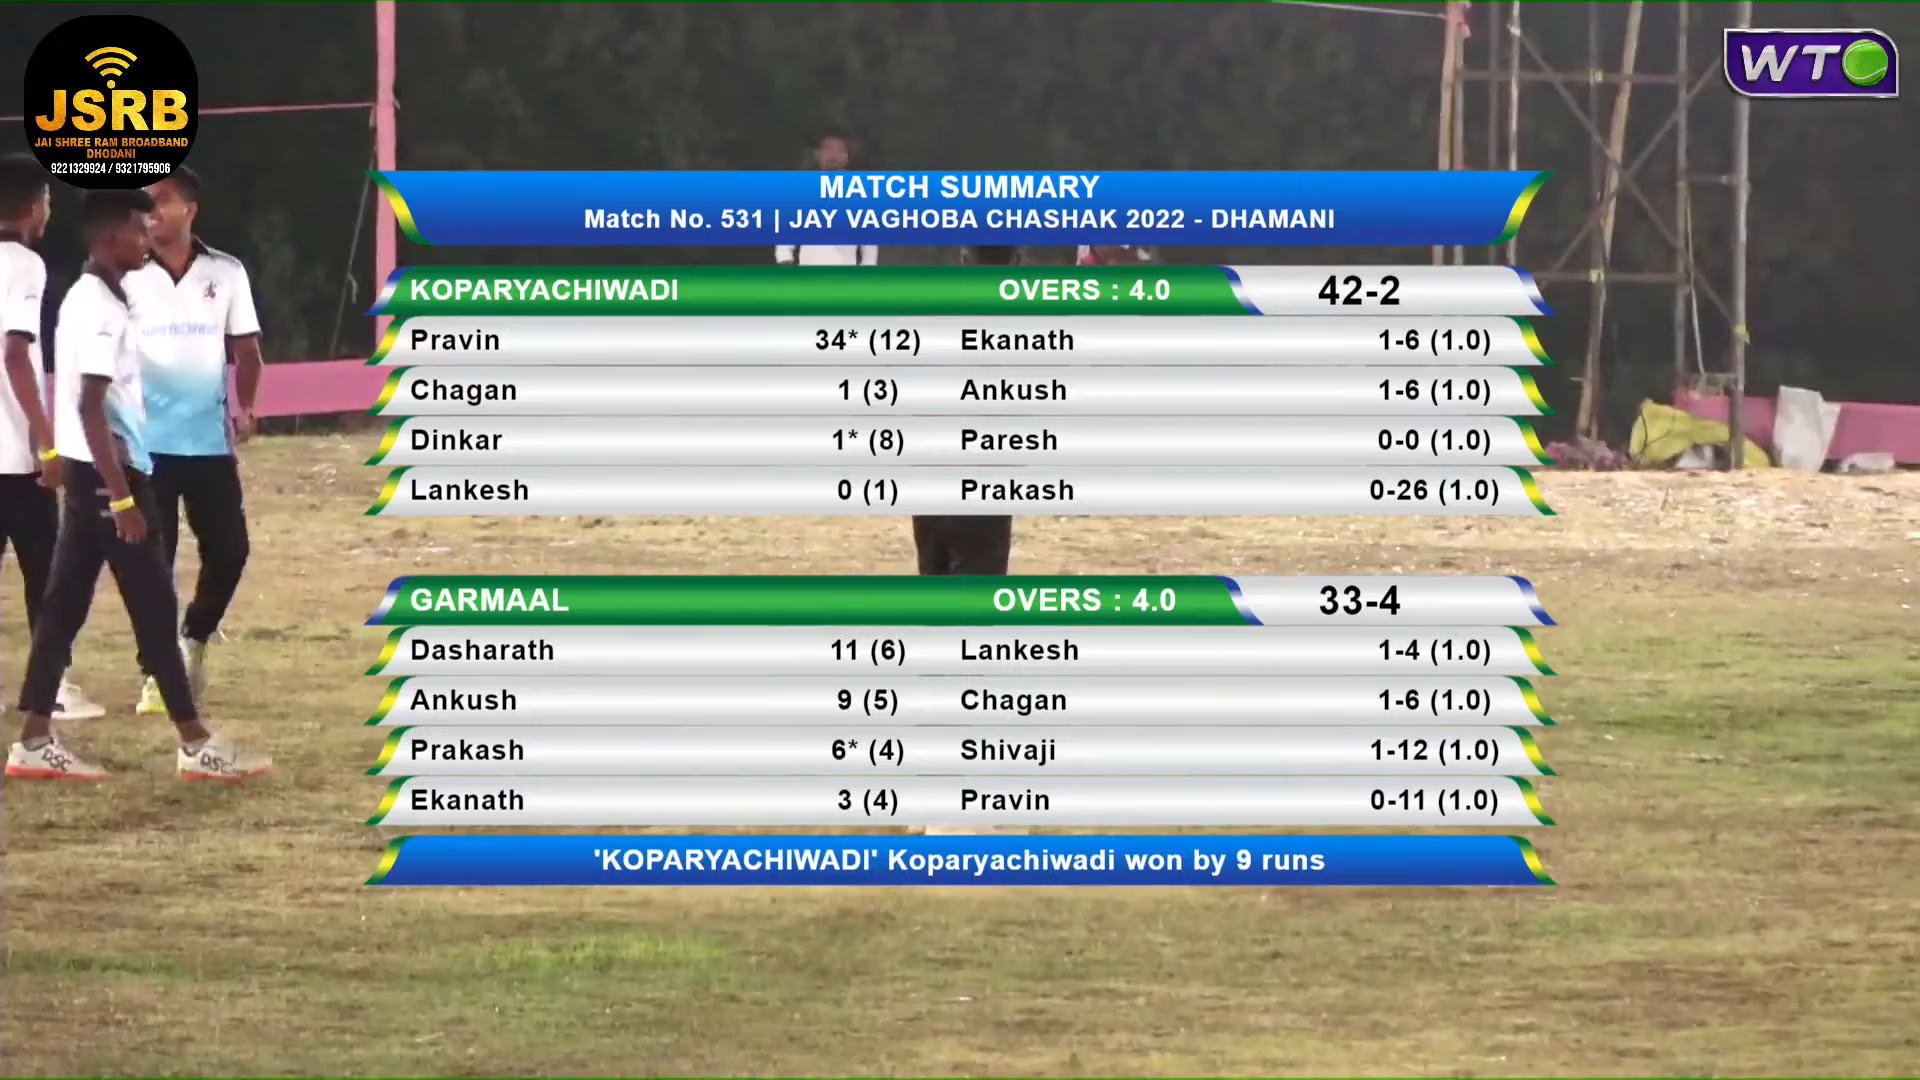 JSRB
JAI SHREE RAM BROADBAND
DHODANI
9221329924 / 9321795906
WT
MATCH SUMMARY
Match No. 531 | JAY VAGHOBA CHASHAK 2022 - DHAMANI
KOPARYACHIWADI OVERS : 4.0 42-2
Pravin 34* (12) Ekanath 1-6 (1.0)
Chagan 1 (3) Ankush 1-6 (1.0)
Dinkar 1* (8) Paresh 0-0 (1.0)
Lankesh 0 (1) Prakash 0-26 (1.0)
GARMAAL OVERS : 4.0 33-4
Dasharath 11 (6) Lankesh 1-4 (1.0)
Ankush 9 (5) Chagan 1-6 (1.0)
Prakash 6* (4) Shivaji 1-12 (1.0)
Ekanath 3 (4) Pravin 0-11 (1.0)
'KOPARYACHIWADI' Koparyachiwadi won by 9 runs
DSC
DSC